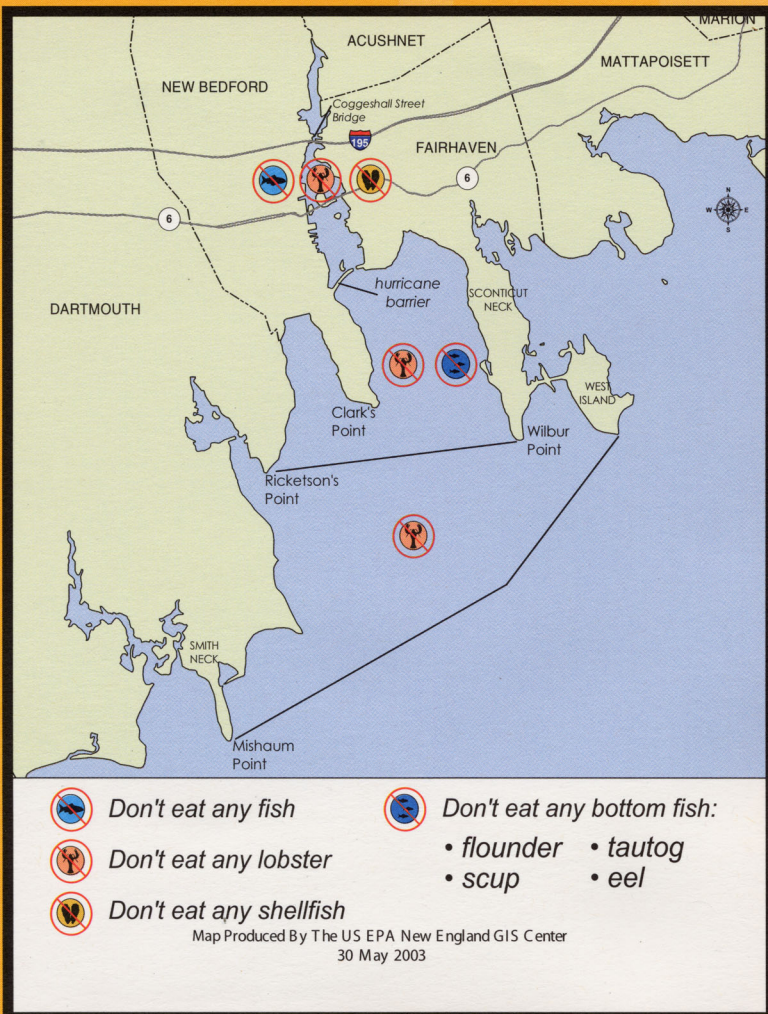 MARION
ACUSHNET
MATTAPOISETT
NEW BEDFORD
Coggeshall Street
Bridge
195
FAIRHAVEN
6
6
N
W E
S
hurricane
barrier
SCONTICUT
NECK
DARTMOUTH
WEST
ISLAND
Clark's
Point
Wilbur
Point
Ricketson's
Point
SMITH
NECK
Mishaum
Point
Don't eat any fish
Don't eat any lobster
Don't eat any shellfish
Don't eat any bottom fish:
• flounder • tautog
• scup • eel
Map Produced By The US EPA New England GIS Center
30 May 2003